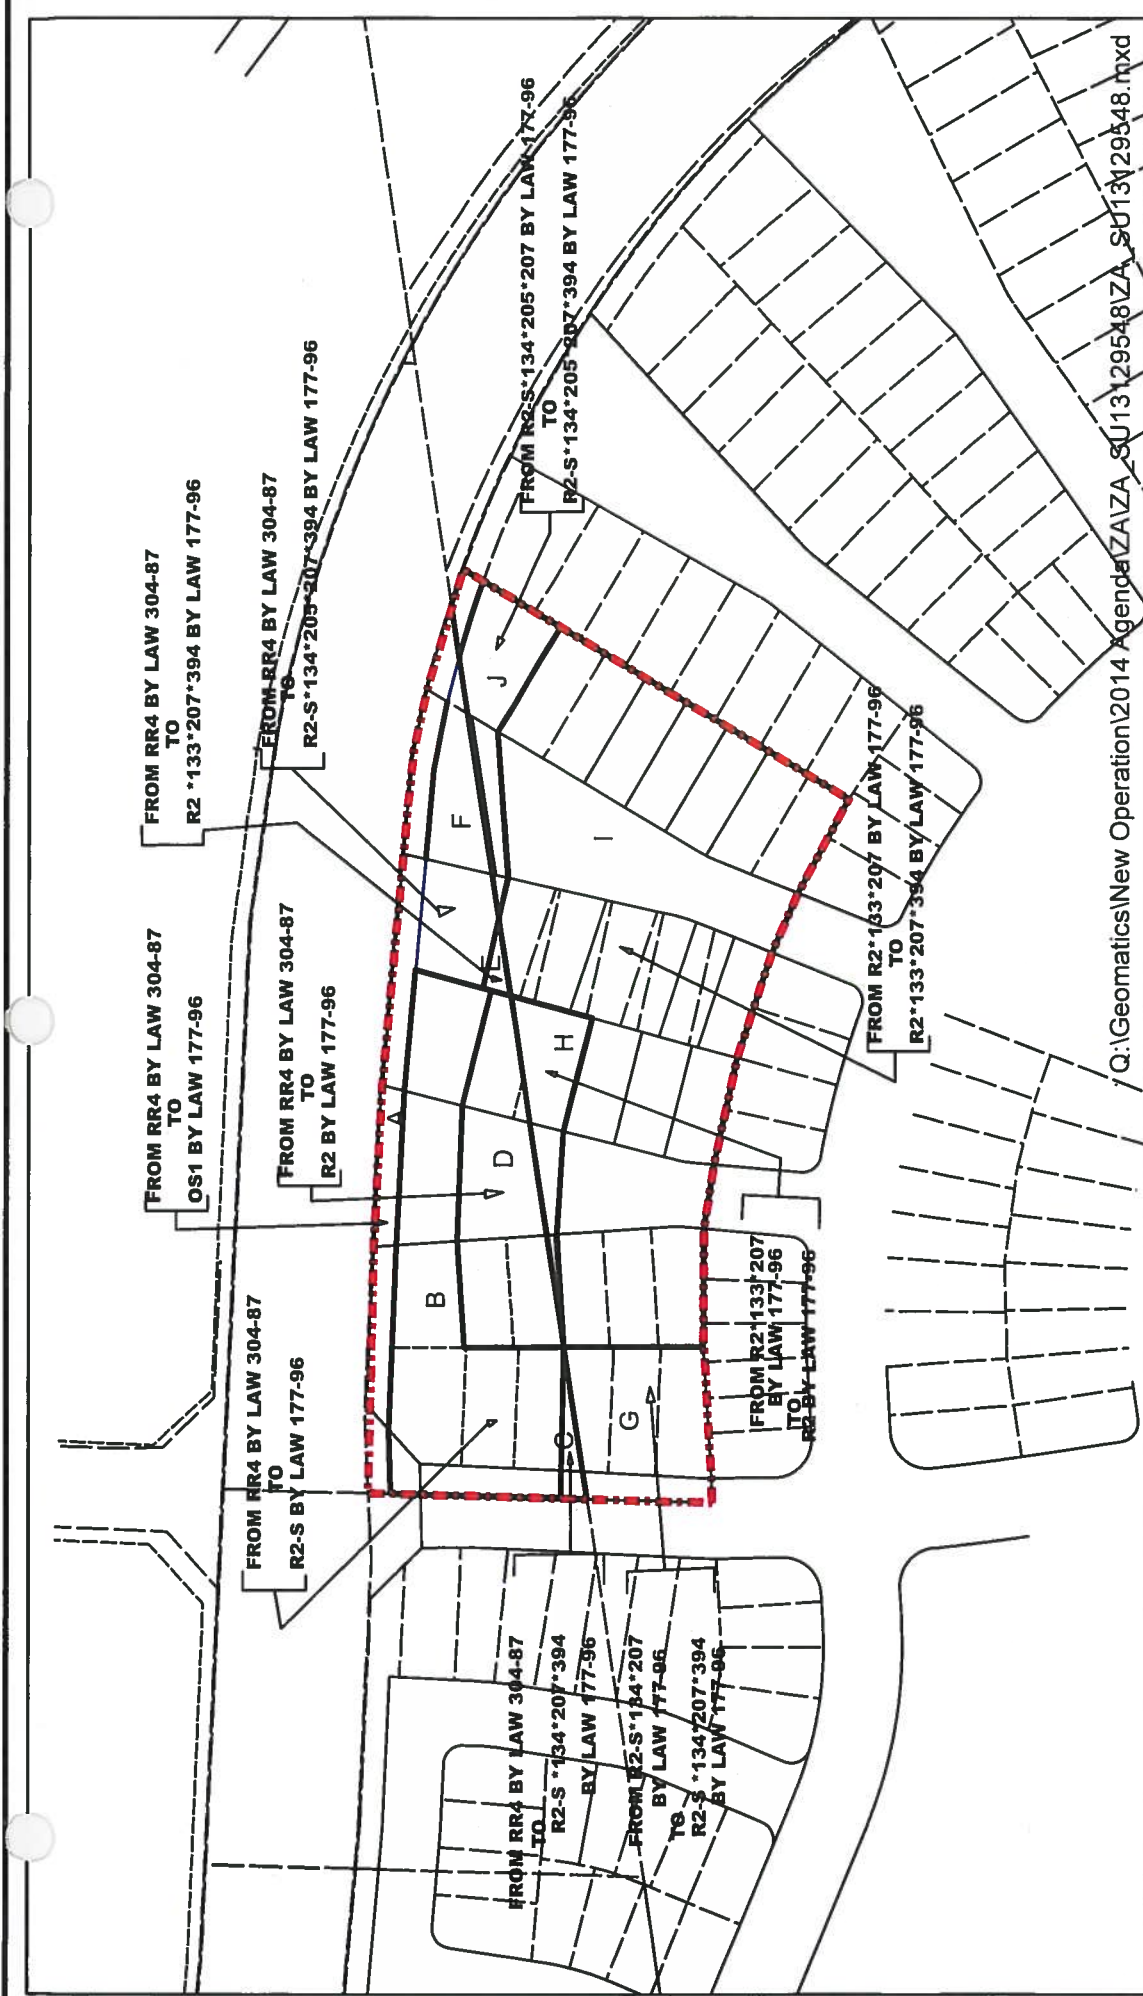 FROM RR4 BY LAW 304-87
TO
R2-S BY LAW 177-96
FROM RR4 BY LAW 304-87
TO
OS1 BY LAW 177-96
FROM RR4 BY LAW 304-87
TO
R2 BY LAW 177-96
FROM RR4 BY LAW 304-87
TO
R2 *133*207*394 BY LAW 177-96
FROM RR4 BY LAW 304-87
TO
R2-S*134*205*207*394 BY LAW 177-96
FROM R2-S*134*205*207 BY LAW 177-96
TO
R2-S*134*205*207*394 BY LAW 177-96
A
B
C
D
E
F
G
H
I
J
FROM RR4 BY LAW 304-87
TO
R2-S *134*207*394
BY LAW 177-96
FROM R2-S*134*207
BY LAW 177-96
TO
R2-S *134*207*394
BY LAW 177-96
FROM R2*133*207
BY LAW 177-96
TO
R2 BY LAW 177-96
FROM R2*133*207 BY LAW 177-96
TO
R2*133*207*394 BY LAW 177-96
Q:\Geomatics\New Operation\2014 Agenda\ZA\ZA_SU13129548\ZA_SU13129548.mxd